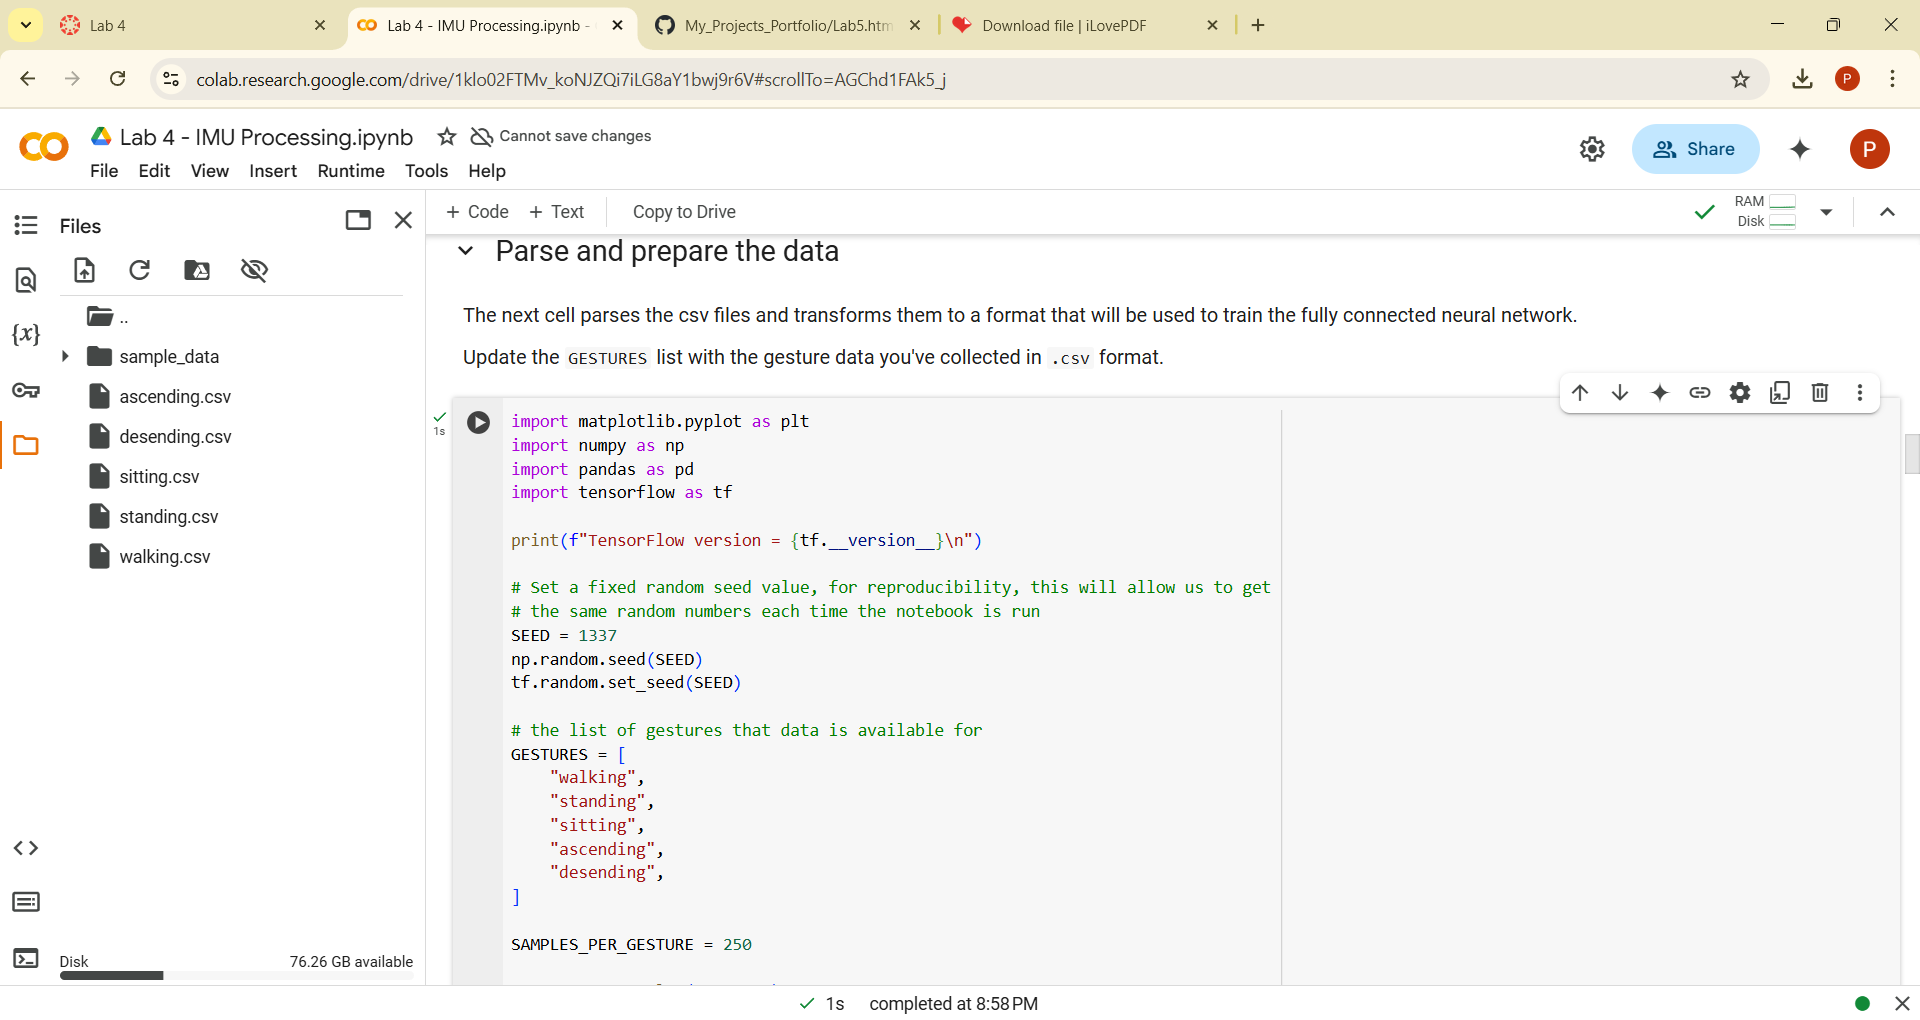 Lab 4
Lab 4 - IMU Processing.ipynb -
My_Projects_Portfolio/Lab5.htm
Download file | iLovePDF
colab.research.google.com/drive/1klo02FTMv_koNJZQi7iLG8aY1bwj9r6V#scrollTo=AGChd1FAk5_j
P
Lab 4 - IMU Processing.ipynb
Cannot save changes
File Edit View Insert Runtime Tools Help
Share
P
+ Code + Text Copy to Drive
RAM
Disk
Files
..
sample_data
ascending.csv
desending.csv
sitting.csv
standing.csv
walking.csv
Disk 76.26 GB available
Parse and prepare the data
The next cell parses the csv files and transforms them to a format that will be used to train the fully connected neural network.
Update the GESTURES list with the gesture data you've collected in .csv format.
1s
import matplotlib.pyplot as plt
import numpy as np
import pandas as pd
import tensorflow as tf
print(f"TensorFlow version = {tf.__version__}\n")
# Set a fixed random seed value, for reproducibility, this will allow us to get
# the same random numbers each time the notebook is run
SEED = 1337
np.random.seed(SEED)
tf.random.set_seed(SEED)
# the list of gestures that data is available for
GESTURES = [
"walking",
"standing",
"sitting",
"ascending",
"desending",
]
SAMPLES_PER_GESTURE = 250
1s completed at 8:58 PM